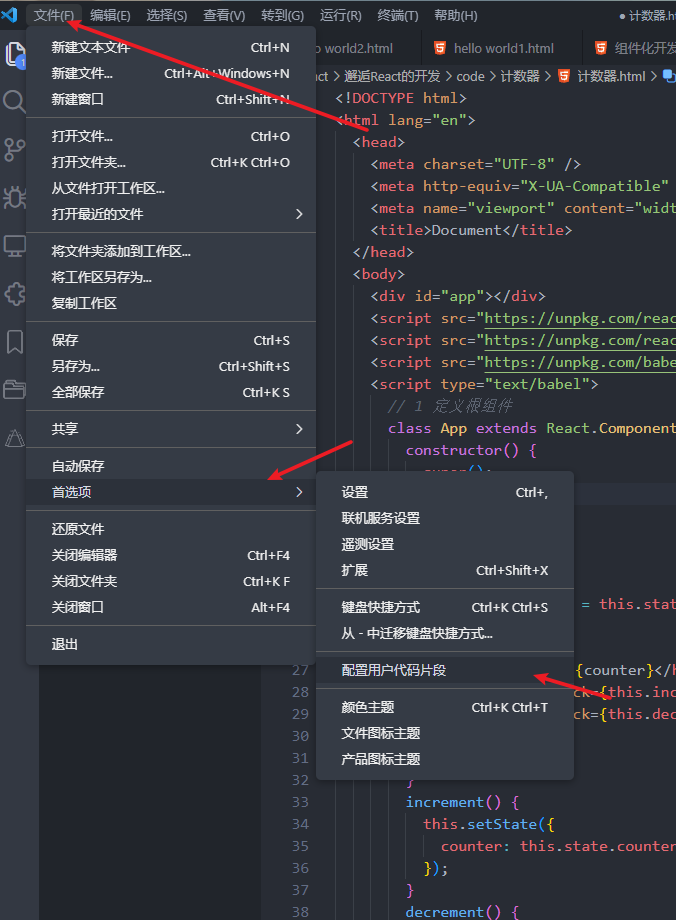 文件(F) 编辑(E) 选择(S) 查看(V) 转到(G) 运行(R) 终端(T) 帮助(H) ● 计数器.h
world2.html hello world1.html 组件化开发
1
新建文本文件 Ctrl+N
新建文件... Ctrl+Alt+Windows+N
新建窗口 Ctrl+Shift+N
打开文件... Ctrl+O
打开文件夹... Ctrl+K Ctrl+O
从文件打开工作区...
打开最近的文件 >
将文件夹添加到工作区...
将工作区另存为...
复制工作区
保存 Ctrl+S
另存为... Ctrl+Shift+S
全部保存 Ctrl+K S
共享 >
自动保存
首选项 >
还原文件
关闭编辑器 Ctrl+F4
关闭文件夹 Ctrl+K F
关闭窗口 Alt+F4
退出
设置 Ctrl+,
联机服务设置
遥测设置
扩展 Ctrl+Shift+X
键盘快捷方式 Ctrl+K Ctrl+S
从 - 中迁移键盘快捷方式...
配置用户代码片段
颜色主题 Ctrl+K Ctrl+T
文件图标主题
产品图标主题
ct > 邂逅React的开发 > code > 计数器 > 计数器.html >
<!DOCTYPE html>
<html lang="en">
<head>
<meta charset="UTF-8" />
<meta http-equiv="X-UA-Compatible"
<meta name="viewport" content="widt
<title>Document</title>
</head>
<body>
<div id="app"></div>
<script src="https://unpkg.com/reac
<script src="https://unpkg.com/reac
<script src="https://unpkg.com/babe
<script type="text/babel">
// 1 定义根组件
class App extends React.Component
constructor() {
super();
= this.stat
27 {counter}</h
28 ck={this.inc
29 ck={this.dec
30
31
32 }
33 increment() {
34 this.setState({
35 counter: this.state.counter
36 });
37 }
38 decrement() {